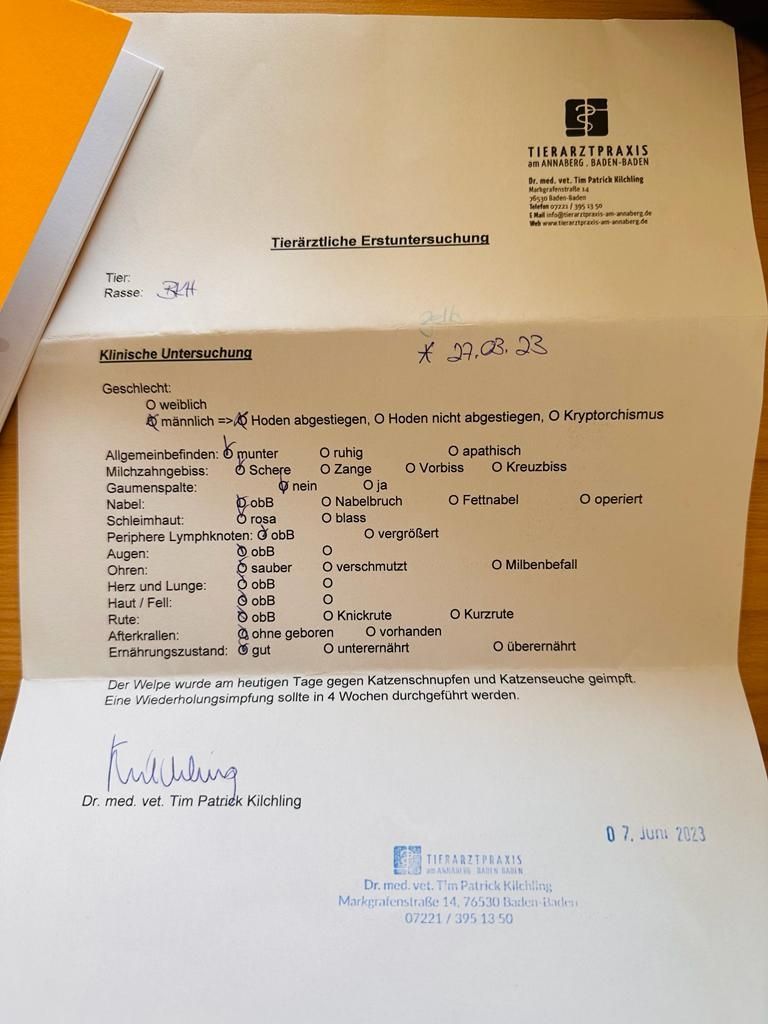 TIERARZTPRAXIS
am ANNABERG . BADEN-BADEN
Dr. med. vet. Tim Patrick Kilchling
Markgrafenstraße 14
76530 Baden-Baden
Telefon 07221 / 395 13 50
E Mail info@tierarztpraxis-am-annaberg.de
Web www.tierarztpraxis-am-annaberg.de
Tierärztliche Erstuntersuchung
Tier:
Rasse: BKH
gelb
Klinische Untersuchung
* 27.03.23
Geschlecht:
O weiblich
O männlich => O Hoden abgestiegen, O Hoden nicht abgestiegen, O Kryptorchismus
Allgemeinbefinden: O munter O ruhig O apathisch
Milchzahngebiss: O Schere O Zange O Vorbiss O Kreuzbiss
Gaumenspalte: O nein O ja
Nabel: O obB O Nabelbruch O Fettnabel O operiert
Schleimhaut: O rosa O blass
Periphere Lymphknoten: O obB O vergrößert
Augen: O obB O
Ohren: O sauber O verschmutzt O Milbenbefall
Herz und Lunge: O obB O
Haut / Fell: O obB O
Rute: O obB O Knickrute O Kurzrute
Afterkrallen: O ohne geboren O vorhanden
Ernährungszustand: O gut O unterernährt O überernährt
Der Welpe wurde am heutigen Tage gegen Katzenschnupfen und Katzenseuche geimpft.
Eine Wiederholungsimpfung sollte in 4 Wochen durchgeführt werden.
Kilchling
Dr. med. vet. Tim Patrick Kilchling
07. Juni 2023
TIERARZTPRAXIS
am ANNABERG BADEN BADEN
Dr. med. vet. Tim Patrick Kilchling
Markgrafenstraße 14, 76530 Baden-Baden
07221 / 395 13 50